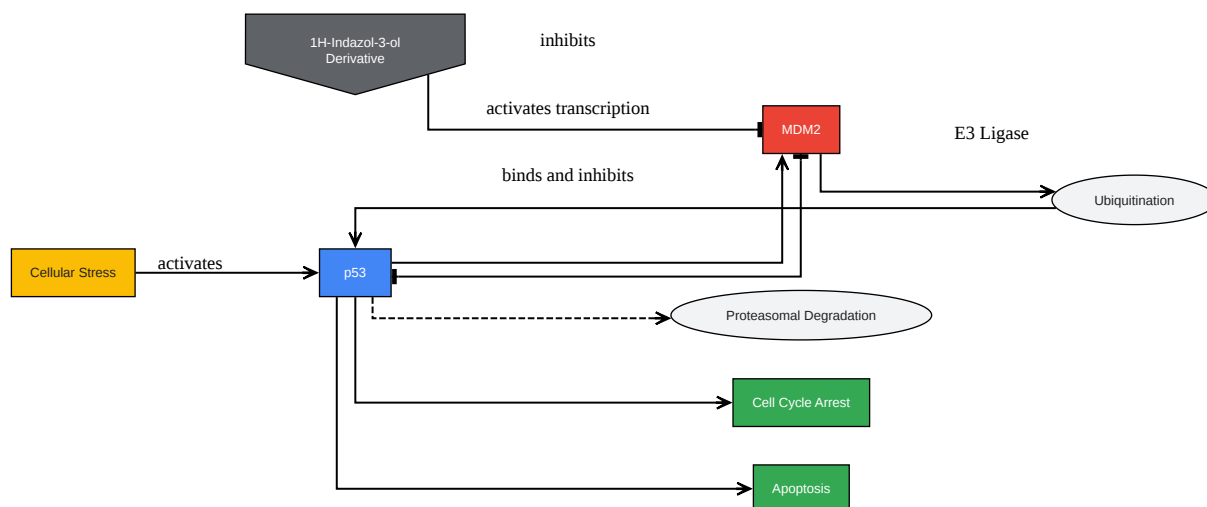 1H-Indazol-3-ol
Derivative
inhibits
activates transcription
MDM2
E3 Ligase
binds and inhibits
Ubiquitination
Cellular Stress
activates
p53
Proteasomal Degradation
Cell Cycle Arrest
Apoptosis